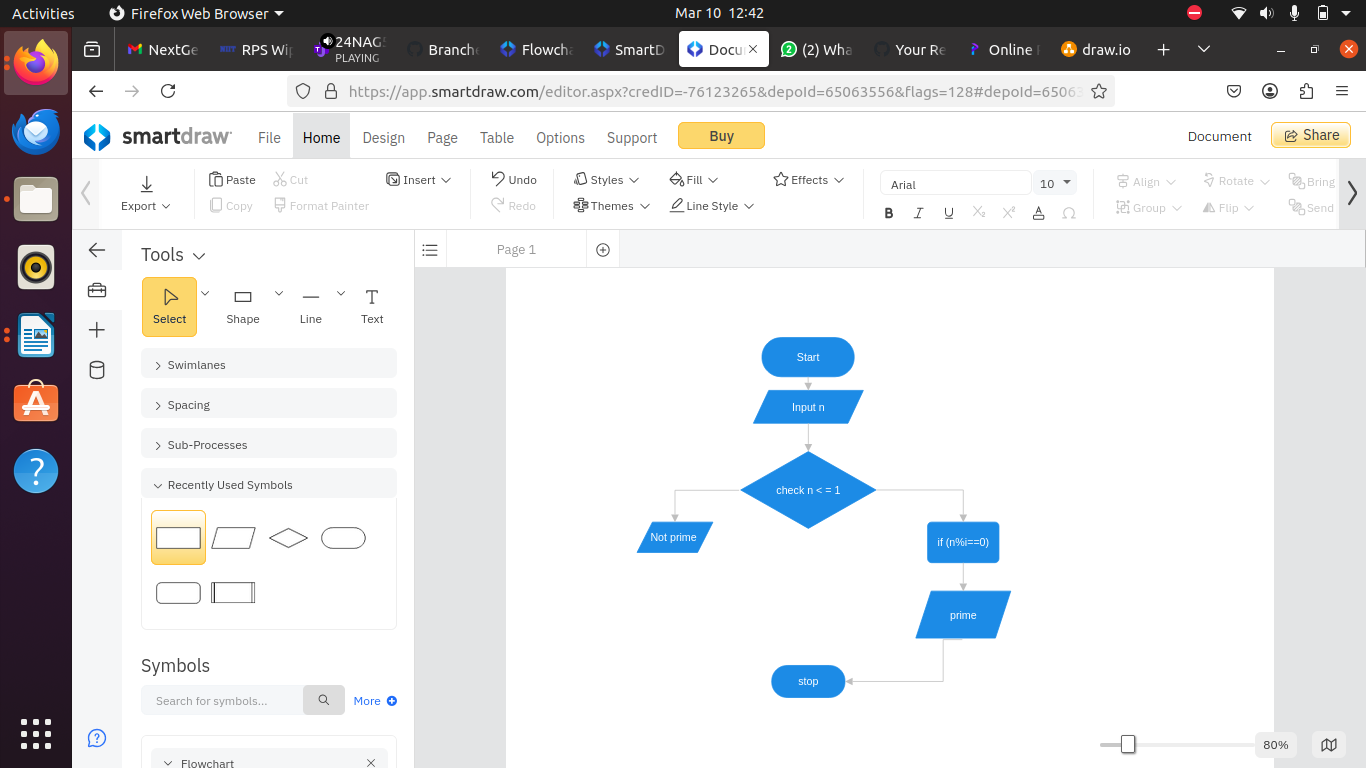 Activities Firefox Web Browser Mar 10 12:42
NextGe RPS Wip 24NAGS Branche Flowcha SmartD Docu (2) Wha Your Re Online draw.io
PLAYING
https://app.smartdraw.com/editor.aspx?credID=-76123265&depoId=65063556&flags=128#depoId=65063
smartdraw File Home Design Page Table Options Support Buy Document Share
Paste Cut Insert Undo Styles Fill Effects Arial 10 Align Rotate Bring
Export Copy Format Painter Redo Themes Line Style B I U X₂ X² A Ω Group Flip Send
Tools
Page 1
Select Shape Line Text
Swimlanes
Spacing
Sub-Processes
Recently Used Symbols
Symbols
Search for symbols... More
Flowchart
Start
Input n
check n < = 1
Not prime
if (n%i==0)
prime
stop
80%